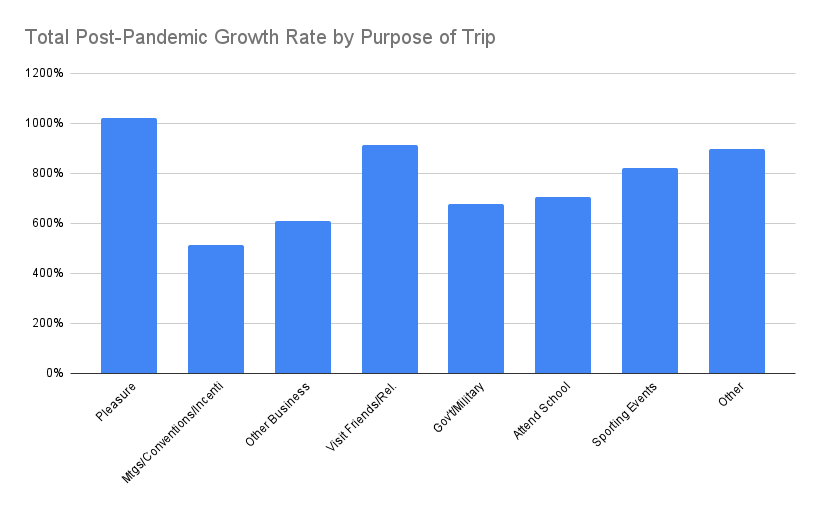 Total Post-Pandemic Growth Rate by Purpose of Trip
1200%
1000%
800%
600%
400%
200%
0%
Pleasure
Mtgs/Conventions/Incenti
Other Business
Visit Friends/Rel.
Gov't/Military
Attend School
Sporting Events
Other